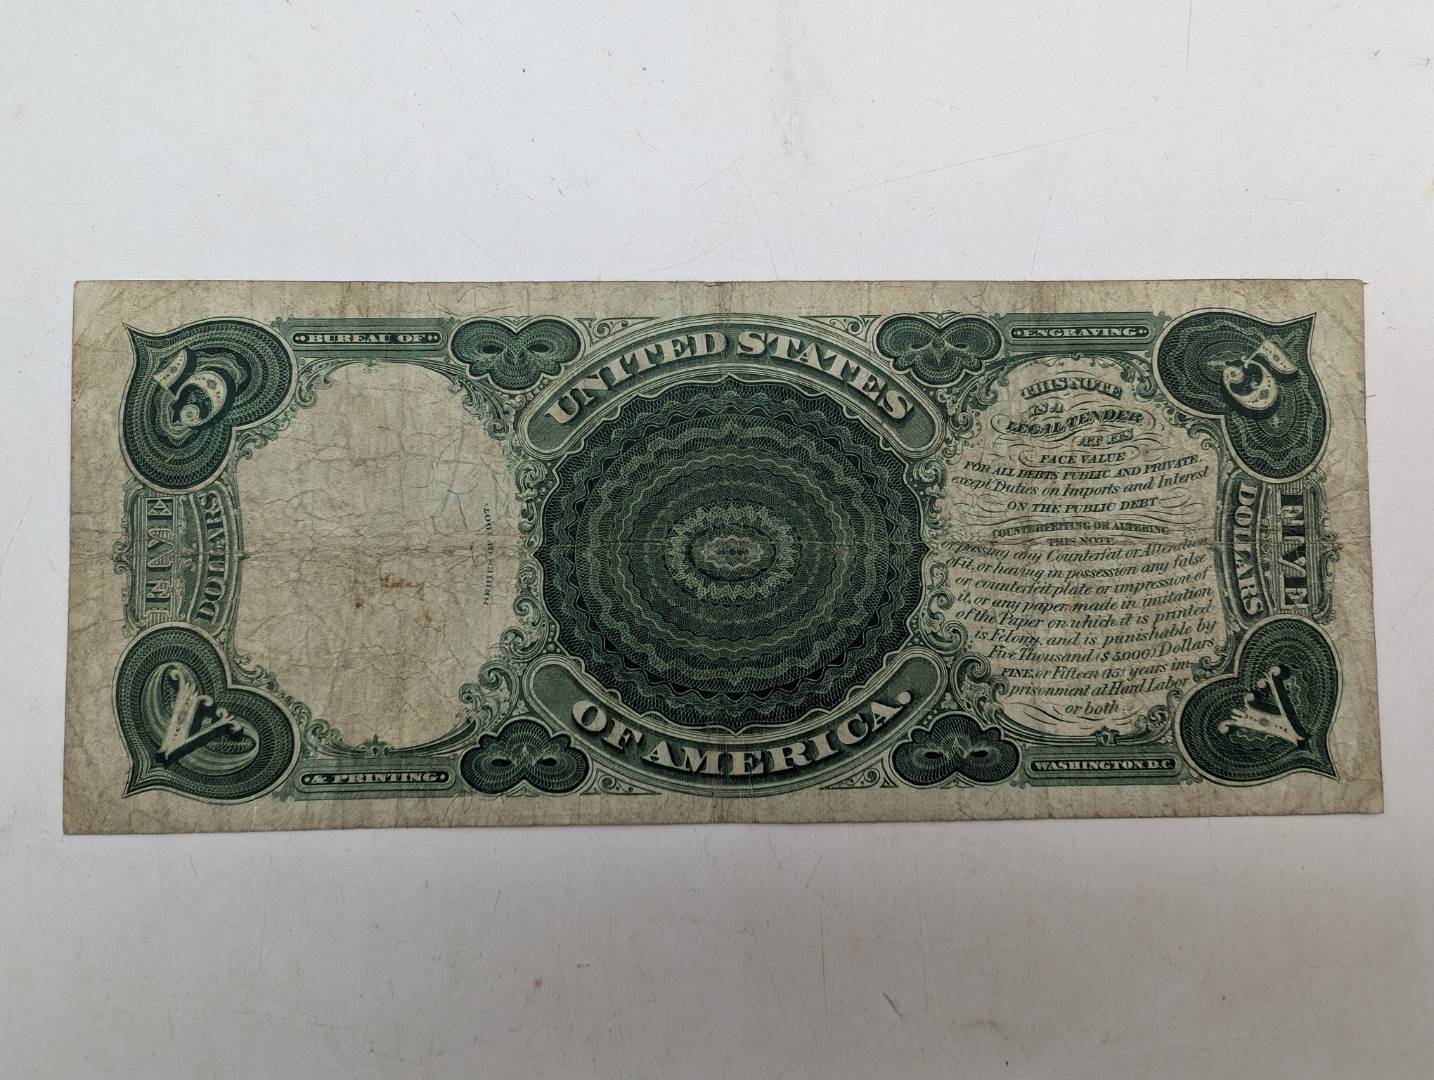 BUREAU OF
ENGRAVING
& PRINTING
WASHINGTON D.C.
5
5
V
V
FIVE
DOLLARS
FIVE
DOLLARS
UNITED STATES
OF AMERICA.
SERIES OF 1907.
THIS NOTE
IS A
LEGAL TENDER
AT ITS
FACE VALUE
FOR ALL DEBTS PUBLIC AND PRIVATE,
except Duties on Imports and Interest
ON THE PUBLIC DEBT
COUNTERFEITING OR ALTERING
THIS NOTE
or passing any Counterfeit or Alteration
of it, or having in possession any false
or counterfeit plate or impression of
it, or any paper made in imitation
of the Paper on which it is printed
is Felony, and is punishable by
Five Thousand ($5,000) Dollars
FINE, or Fifteen (15) years im-
prisonment at Hard Labor
or both